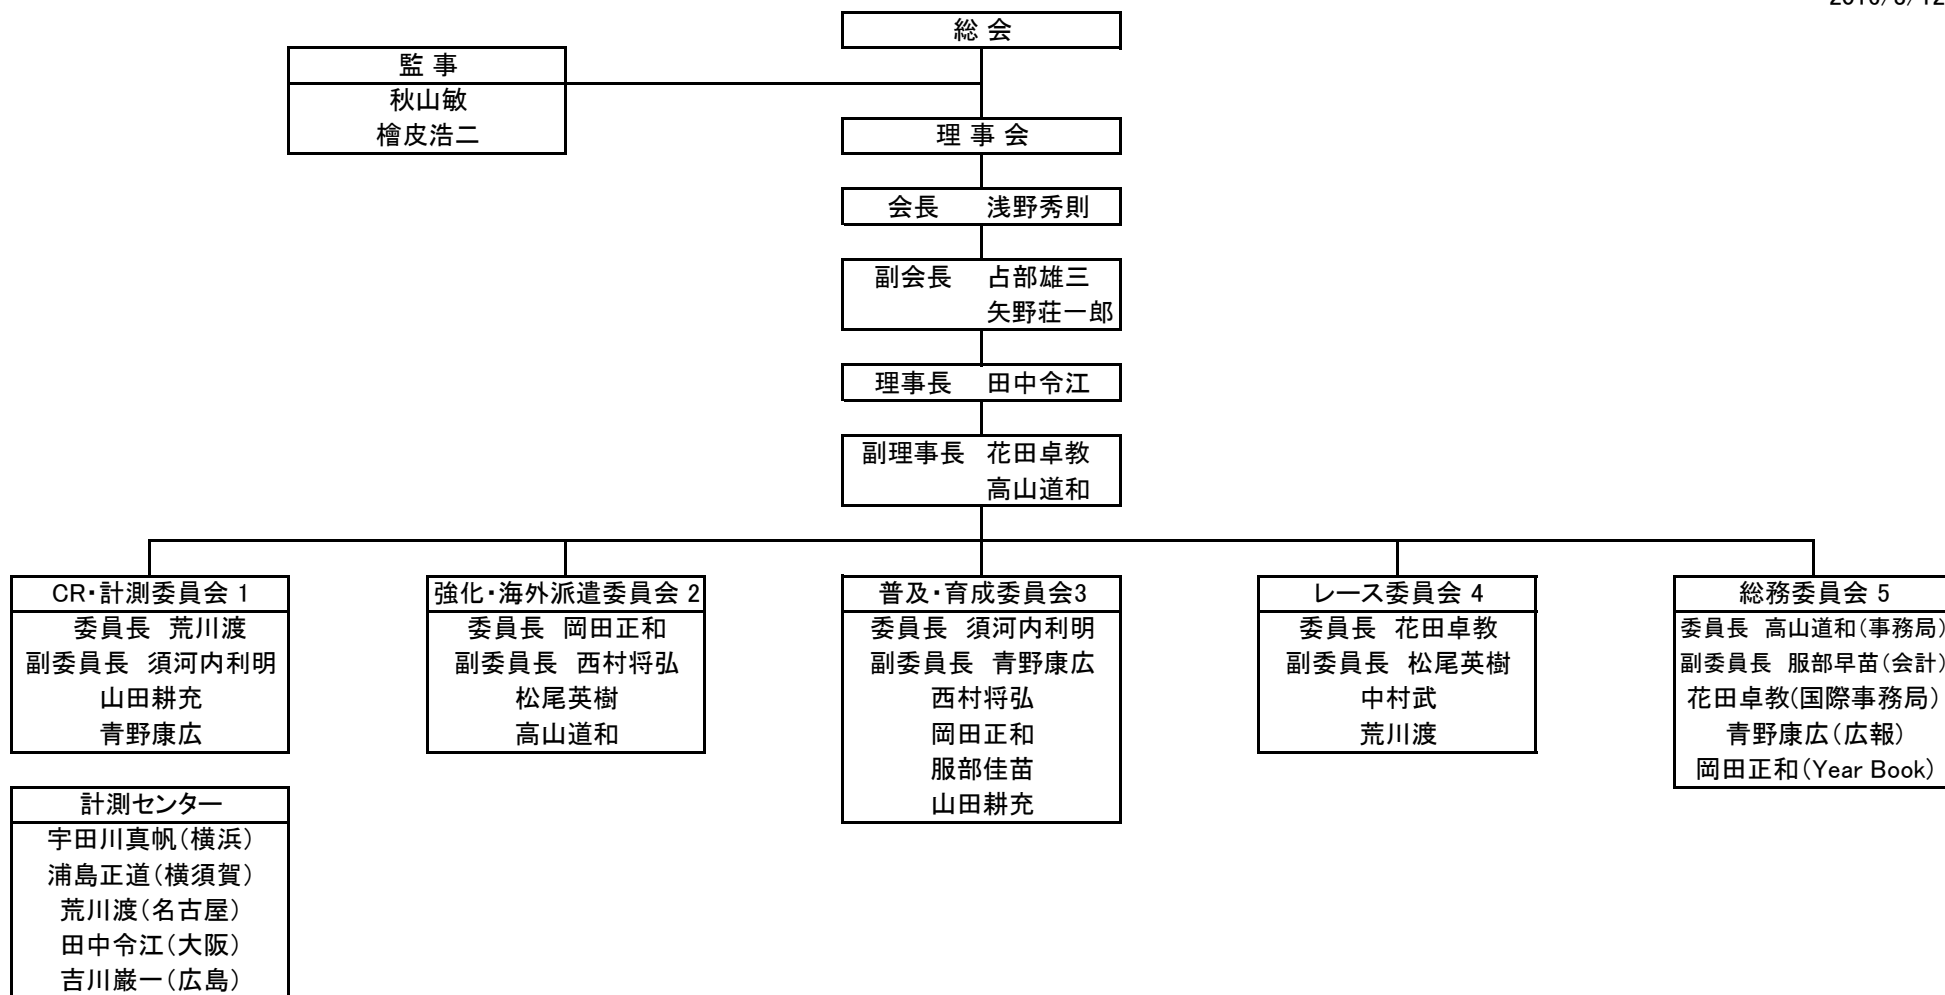 総 会
監 事
秋山敏
檜皮浩二
理 事 会
会長 浅野秀則
副会長 占部雄三
矢野荘一郎
理事長 田中令江
副理事長 花田卓教
高山道和
CR・計測委員会 1
委員長 荒川渡
副委員長 須河内利明
山田耕充
青野康広
強化・海外派遣委員会 2
委員長 岡田正和
副委員長 西村将弘
松尾英樹
高山道和
普及・育成委員会3
委員長 須河内利明
副委員長 青野康広
西村将弘
岡田正和
服部佳苗
山田耕充
レース委員会 4
委員長 花田卓教
副委員長 松尾英樹
中村武
荒川渡
総務委員会 5
委員長 高山道和(事務局)
副委員長 服部早苗(会計)
花田卓教(国際事務局)
青野康広(広報)
岡田正和(Year Book)
計測センター
宇田川真帆(横浜)
浦島正道(横須賀)
荒川渡(名古屋)
田中令江(大阪)
吉川巌一(広島)